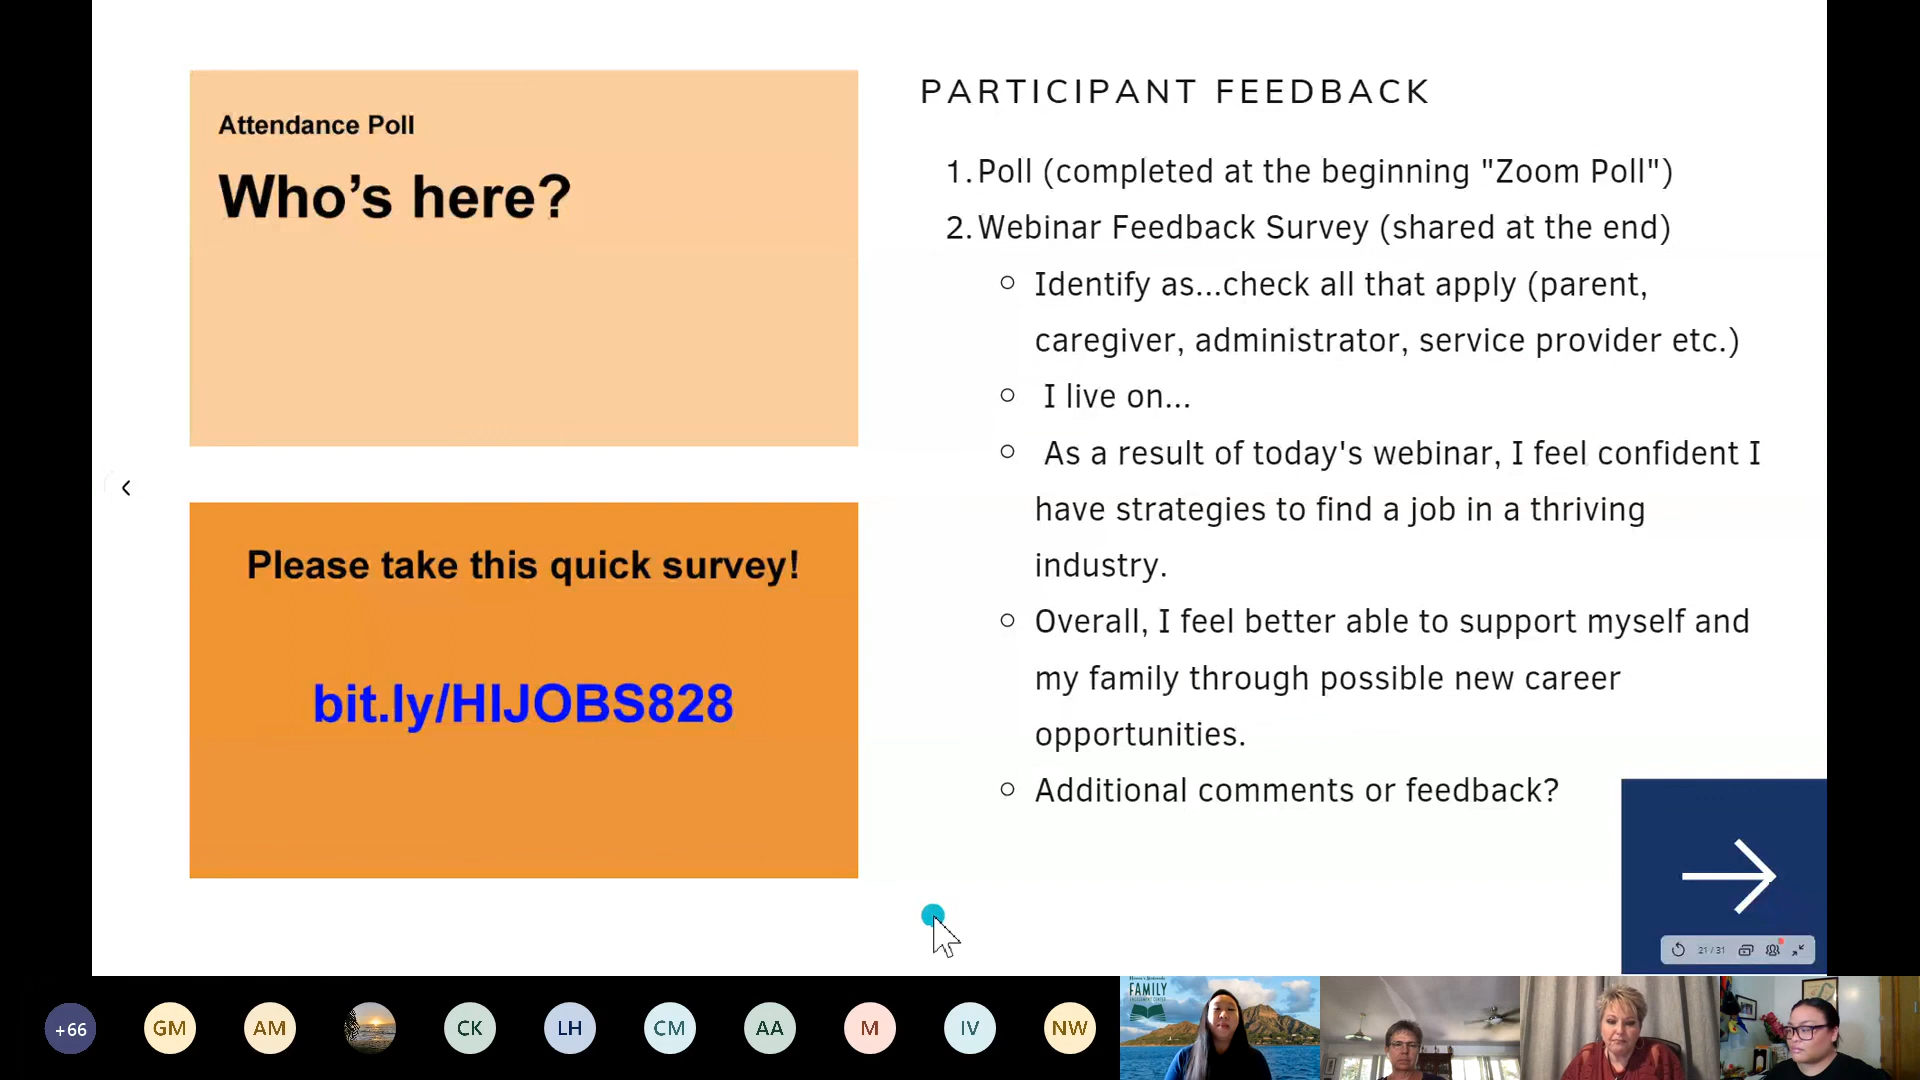 Attendance Poll
Who's here?
Please take this quick survey!
bit.ly/HIJOBS828
PARTICIPANT FEEDBACK
1. Poll (completed at the beginning "Zoom Poll")
2. Webinar Feedback Survey (shared at the end)
Identify as...check all that apply (parent,
caregiver, administrator, service provider etc.)
I live on...
As a result of today's webinar, I feel confident I
have strategies to find a job in a thriving
industry.
Overall, I feel better able to support myself and
my family through possible new career
opportunities.
Additional comments or feedback?
21 / 31
+66
GM
AM
CK
LH
CM
AA
M
IV
NW
FAMILY